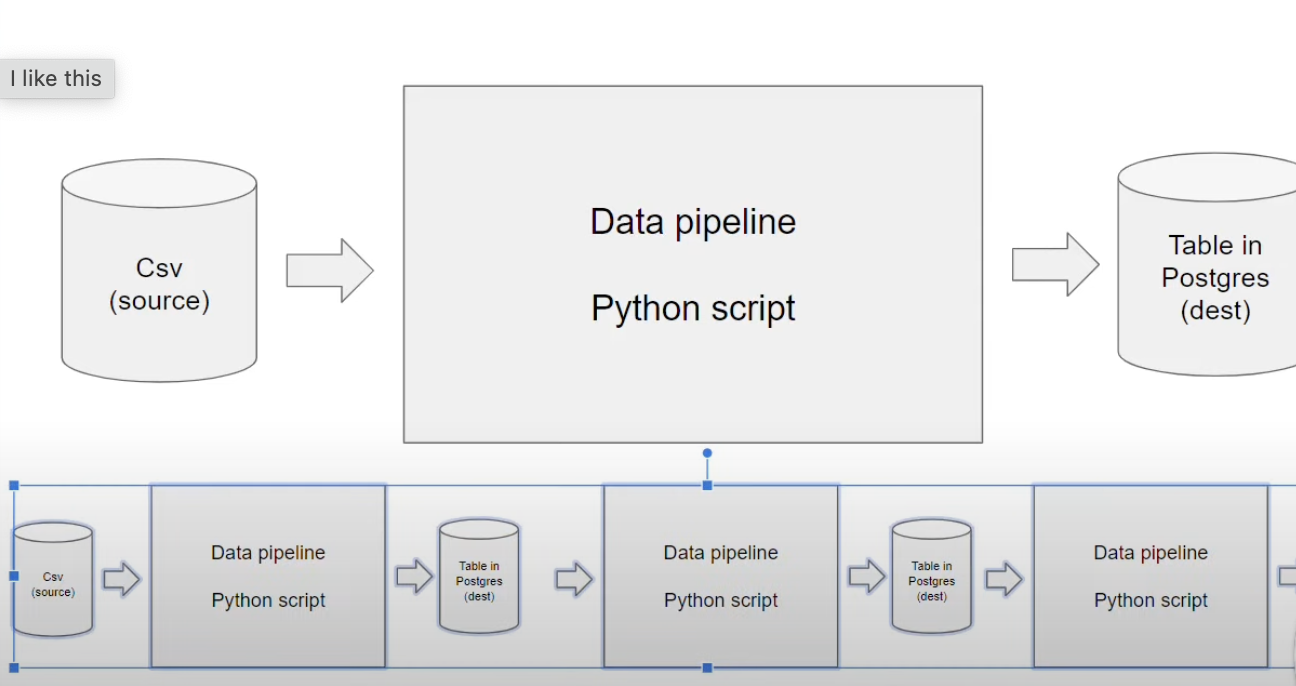 I like this
Csv
(source)
Data pipeline
Python script
Table in
Postgres
(dest)
Csv
(source)
Data pipeline
Python script
Table in
Postgres
(dest)
Data pipeline
Python script
Table in
Postgres
(dest)
Data pipeline
Python script